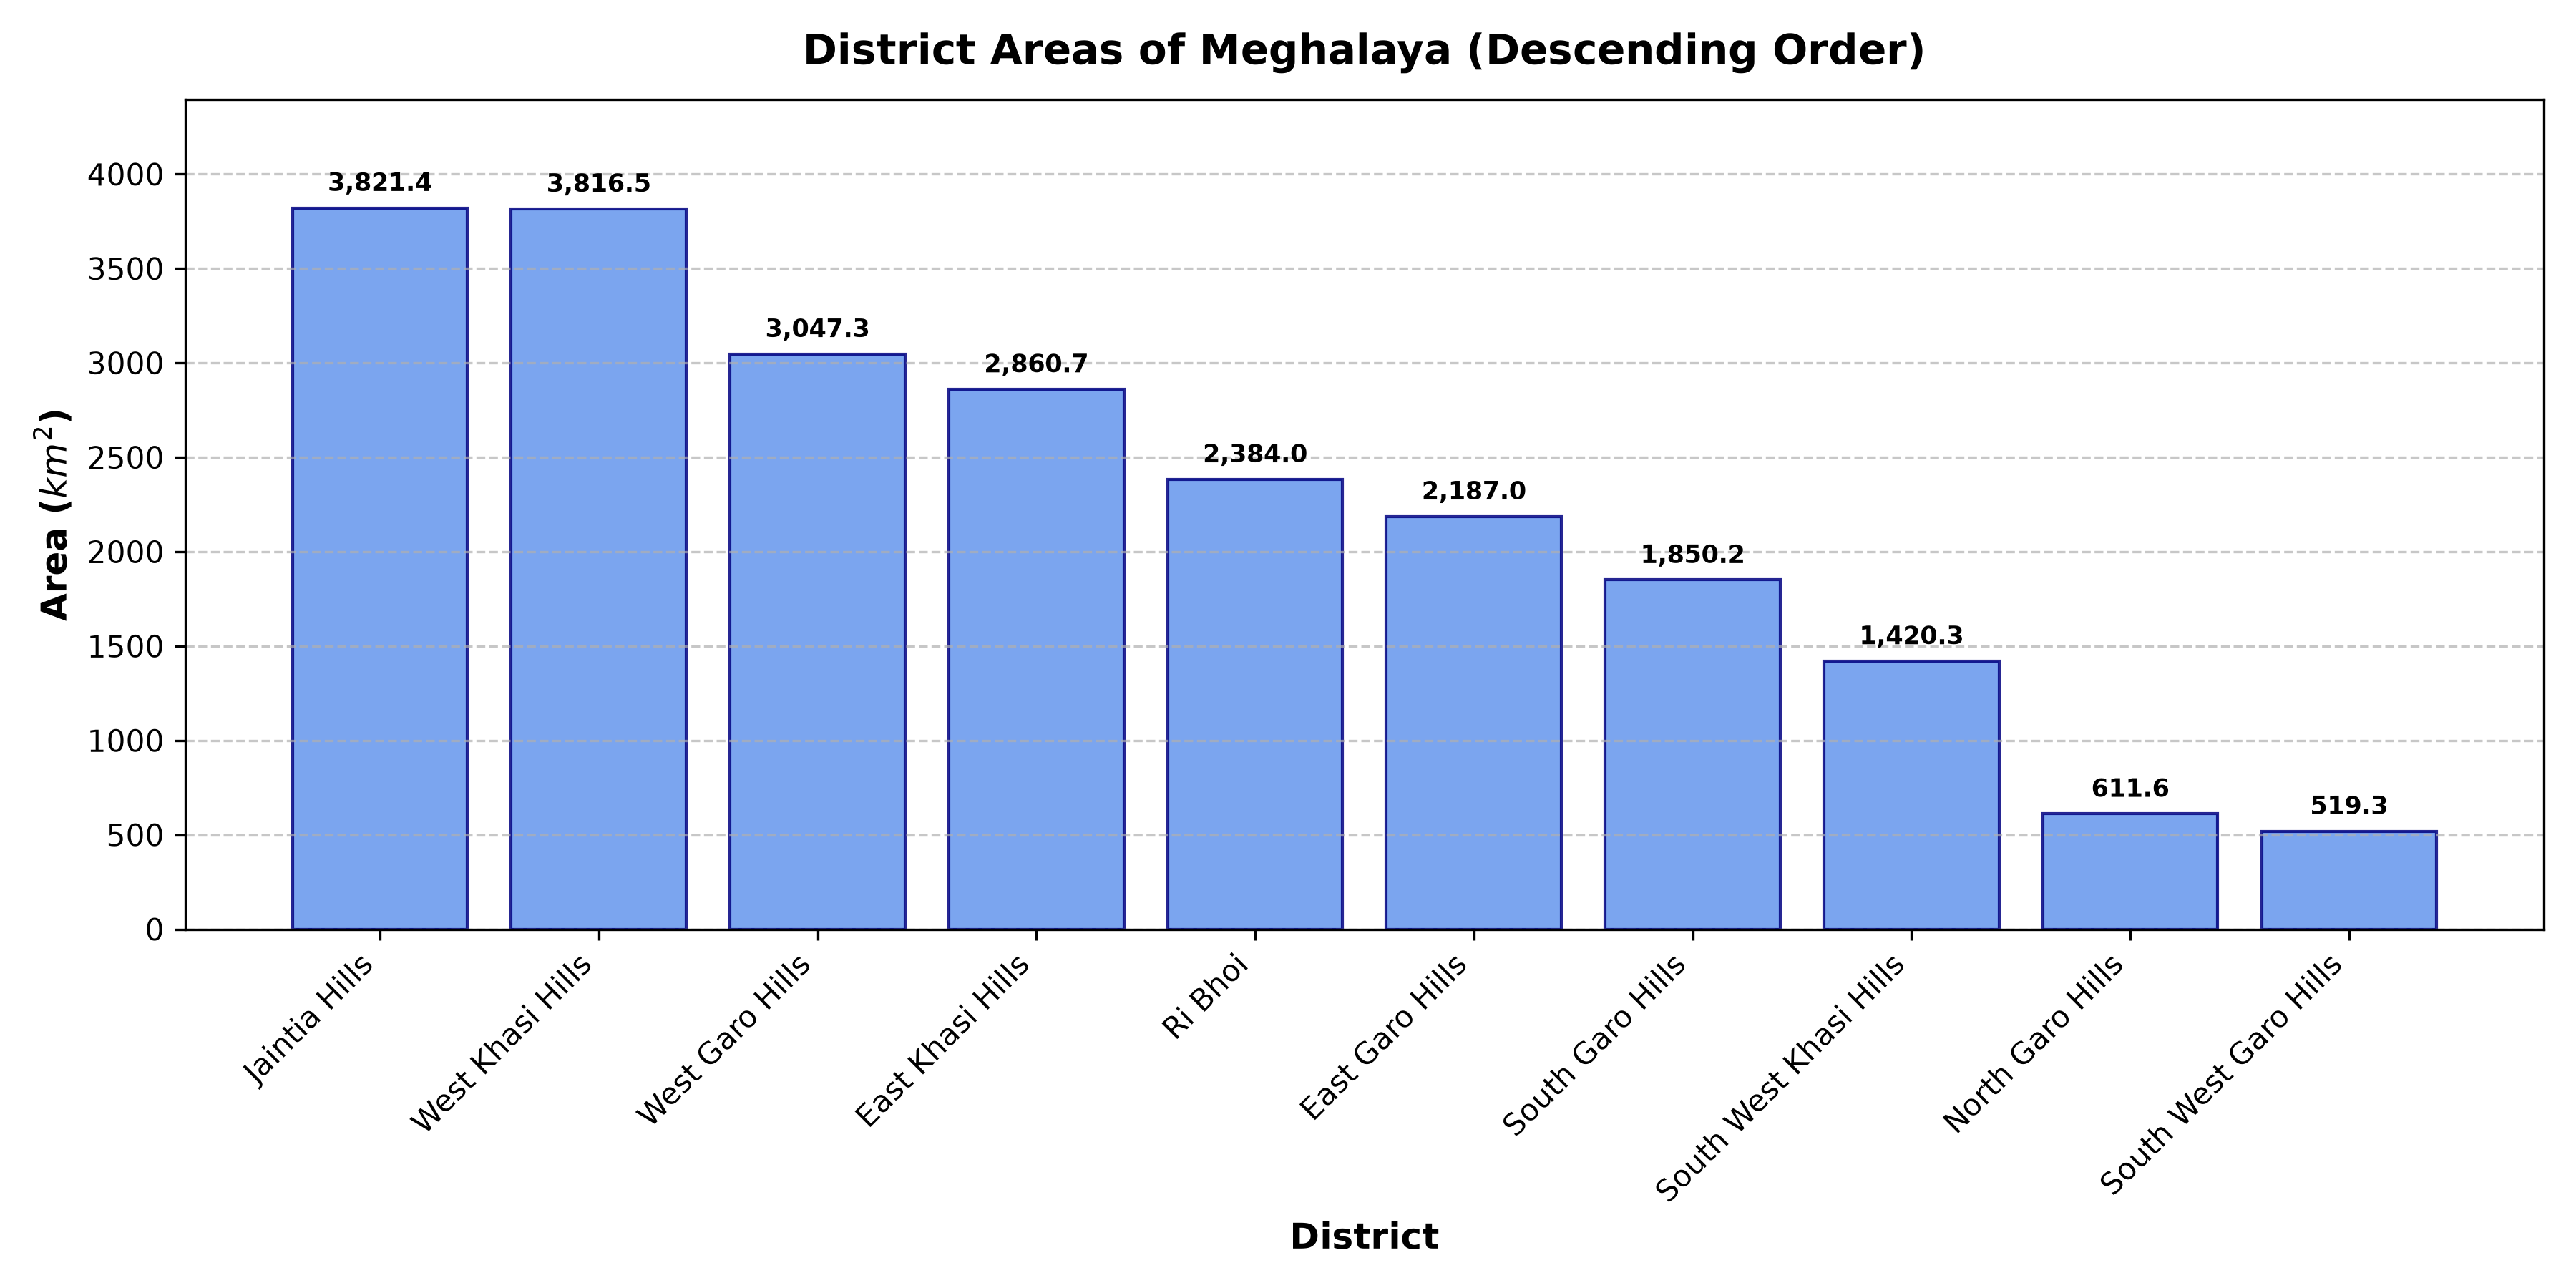 District Areas of Meghalaya (Descending Order)
Area (km²)
4000
3500
3000
2500
2000
1500
1000
500
0
3,821.4
3,816.5
3,047.3
2,860.7
2,384.0
2,187.0
1,850.2
1,420.3
611.6
519.3
Jaintia Hills
West Khasi Hills
West Garo Hills
East Khasi Hills
Ri Bhoi
East Garo Hills
South Garo Hills
South West Khasi Hills
North Garo Hills
South West Garo Hills
District